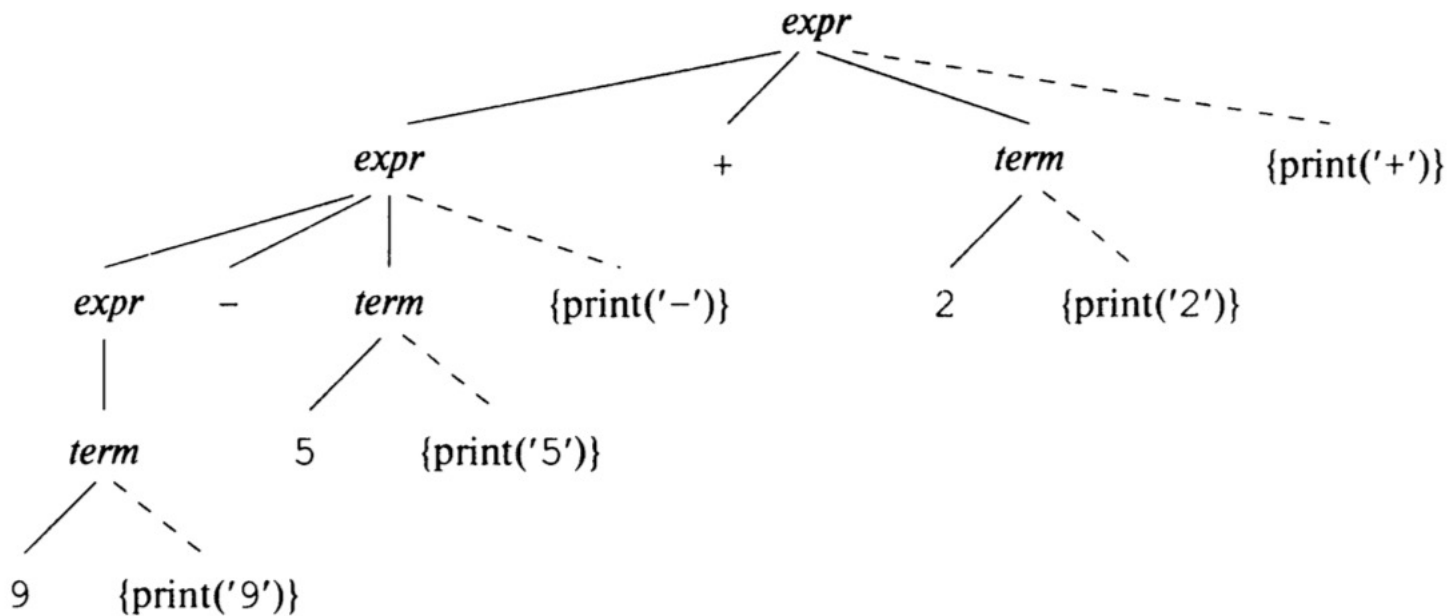 expr
expr + term {print('+')}
expr – term {print('–')} 2 {print('2')}
term 5 {print('5')}
9 {print('9')}